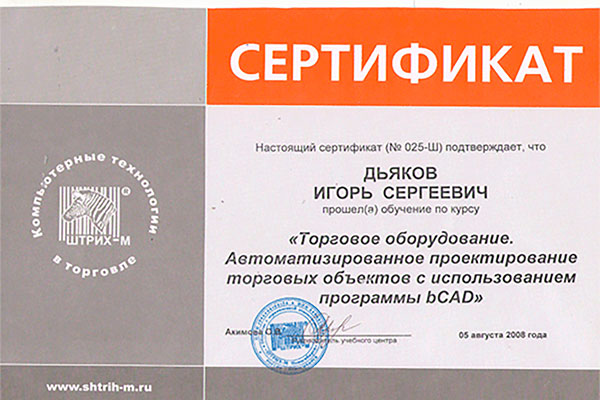 СЕРТИФИКАТ
Настоящий сертификат (№ 025-Ш) подтверждает, что
ДЬЯКОВ
ИГОРЬ СЕРГЕЕВИЧ
прошел(а) обучение по курсу
«Торговое оборудование.
Автоматизированное проектирование
торговых объектов с использованием
программы bCAD»
Акимова С.В.
учебного центра
05 августа 2008 года
Компьютерные технологии
ШТРИХ-М
®
в торговле
www.shtrih-m.ru